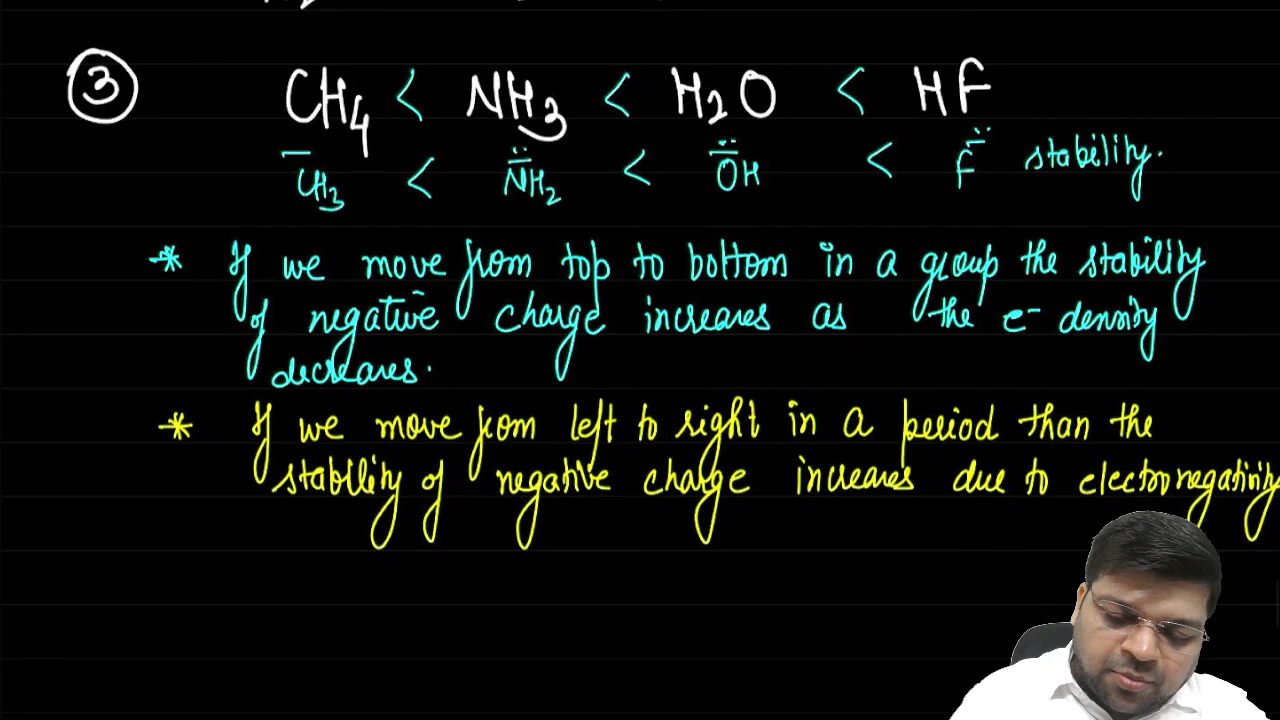 ③ CH4 < NH3 < H2O < HF
C̄H3 < N̈̄H2 < ȪH < F̈̄ stability.
* If we move from top to bottom in a group the stability
of negative charge increases as the e- density
decreases.
* If we move from left to right in a period than the
stability of negative charge increases due to electronegativity